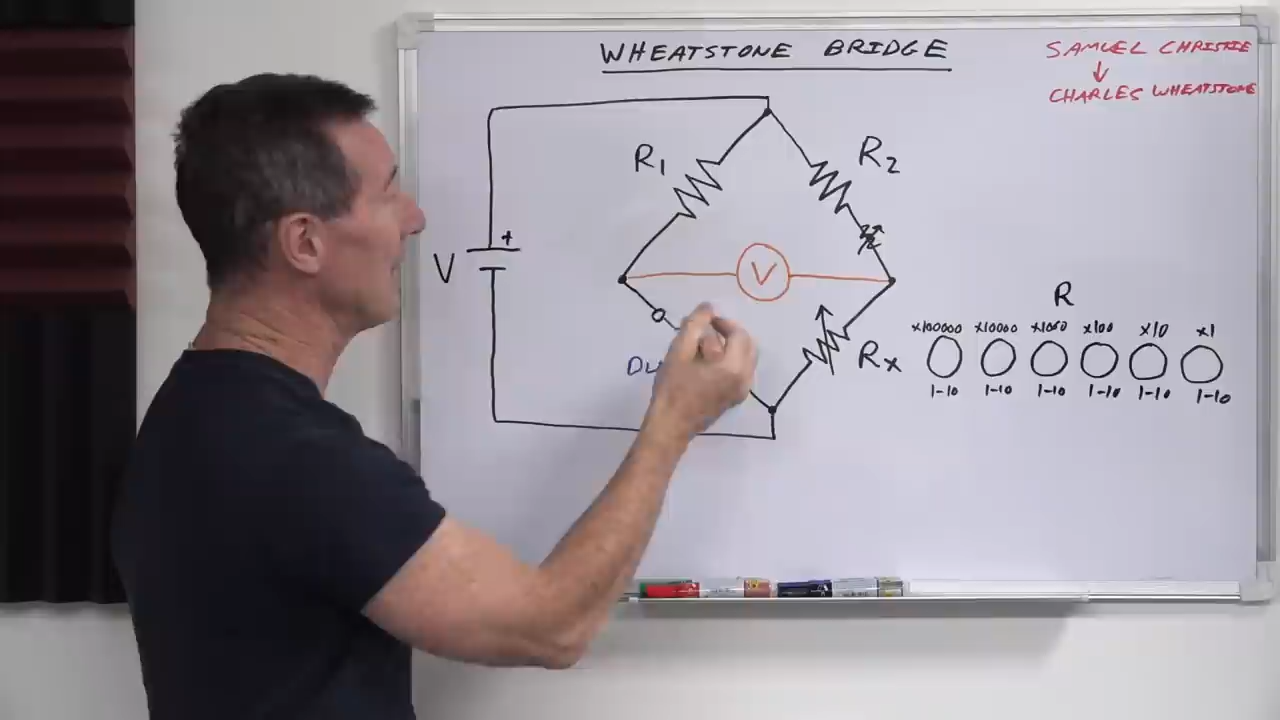 WHEATSTONE BRIDGE
SAMUEL CHRISTIE
CHARLES WHEATSTONE
R1
R2
V
+
V
Rx
R
x100000 x10000 x1000 x100 x10 x1
1-10 1-10 1-10 1-10 1-10 1-10